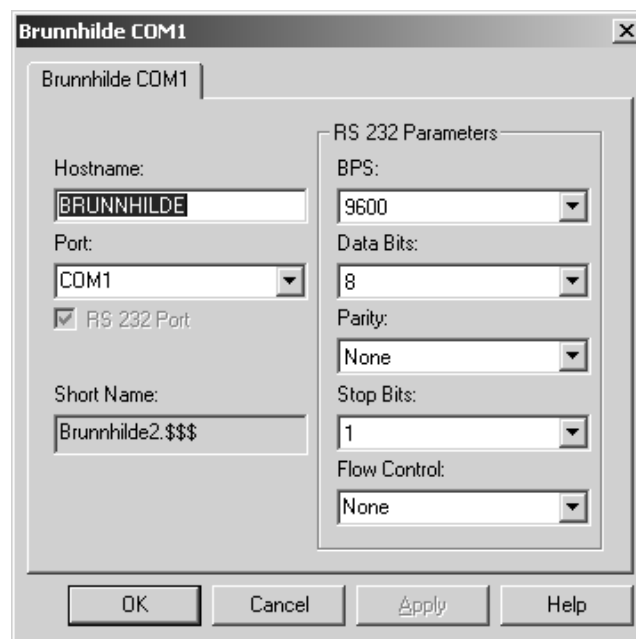 Brunnhilde COM1
Brunnhilde COM1
Hostname:
BRUNNHILDE
Port:
COM1
RS 232 Port
Short Name:
Brunnhilde2.$$$
RS 232 Parameters
BPS:
9600
Data Bits:
8
Parity:
None
Stop Bits:
1
Flow Control:
None
OK Cancel Apply Help